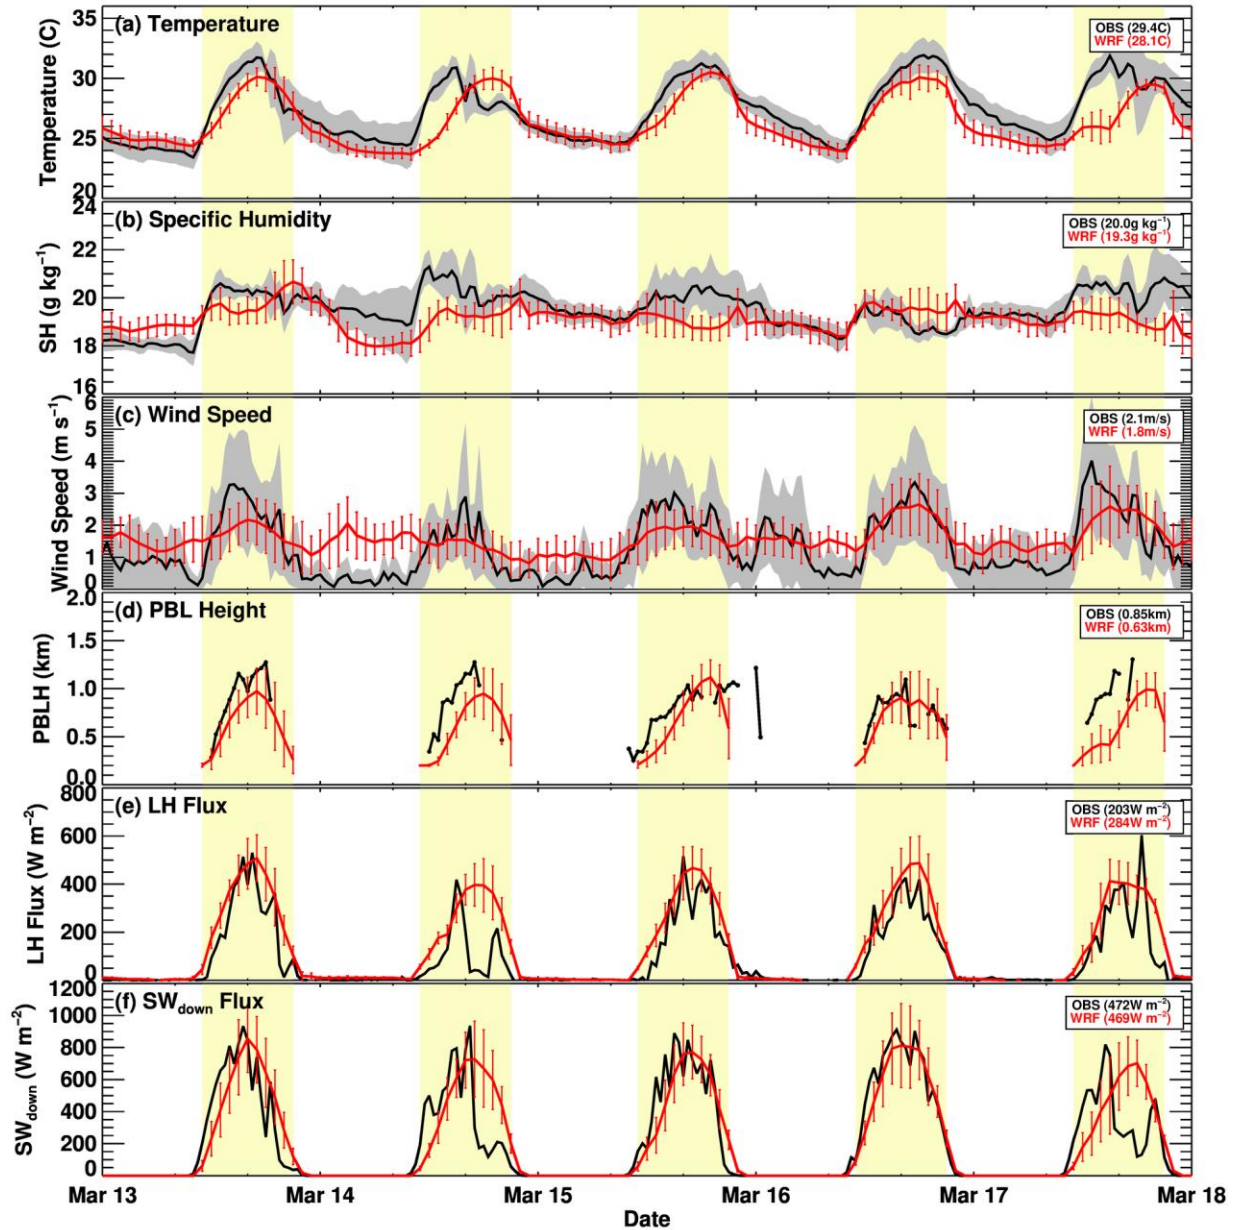 (a) Temperature
OBS (29.4C)
WRF (28.1C)
Temperature (C)
35
30
25
20
(b) Specific Humidity
OBS (20.0g kg⁻¹)
WRF (19.3g kg⁻¹)
SH (g kg⁻¹)
24
22
20
18
16
(c) Wind Speed
OBS (2.1m/s)
WRF (1.8m/s)
Wind Speed (m s⁻¹)
6
5
4
3
2
1
0
(d) PBL Height
OBS (0.85km)
WRF (0.63km)
PBLH (km)
2.0
1.5
1.0
0.5
0.0
(e) LH Flux
OBS (203W m⁻²)
WRF (284W m⁻²)
LH Flux (W m⁻²)
800
600
400
200
0
(f) SWdown Flux
OBS (472W m⁻²)
WRF (469W m⁻²)
SWdown (W m⁻²)
1200
1000
800
600
400
200
0
Mar 13 Mar 14 Mar 15 Mar 16 Mar 17 Mar 18
Date